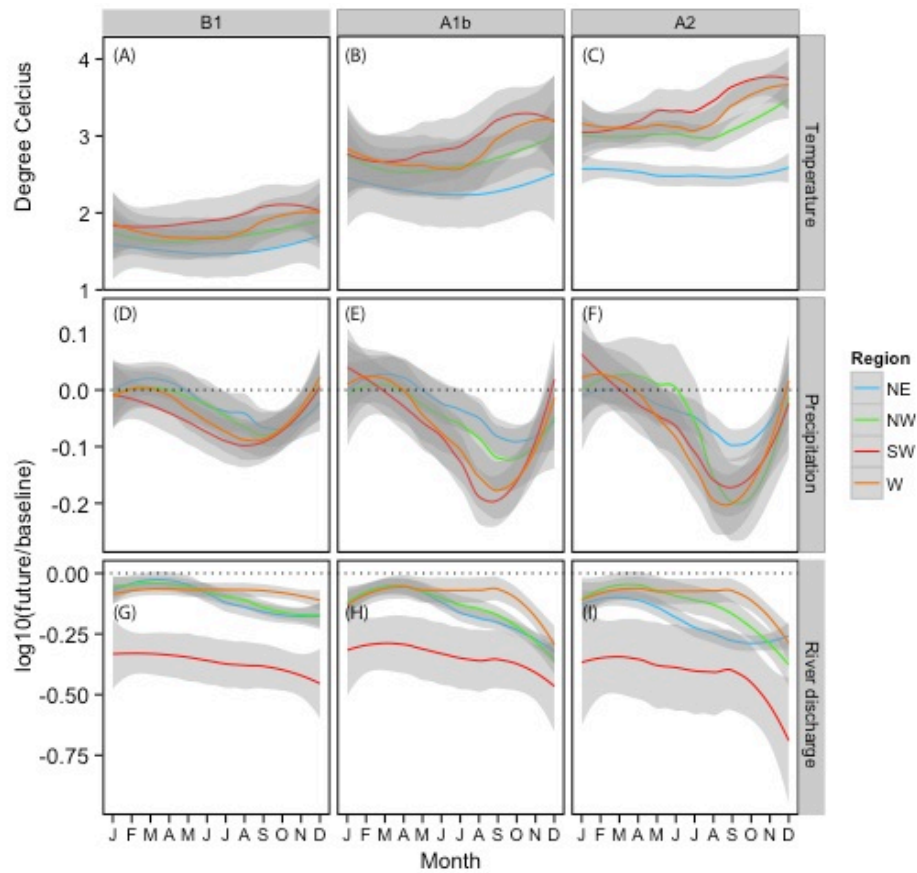 B1 A1b A2
(A) (B) (C)
4
3
2
1
Degree Celcius
Temperature
(D) (E) (F)
0.1
0.0
-0.1
-0.2
Precipitation
log10(future/baseline)
0.00
-0.25
-0.50
-0.75
(G) (H) (I)
River discharge
J F M A M J J A S O N D J F M A M J J A S O N D J F M A M J J A S O N D
Month
Region
NE
NW
SW
W